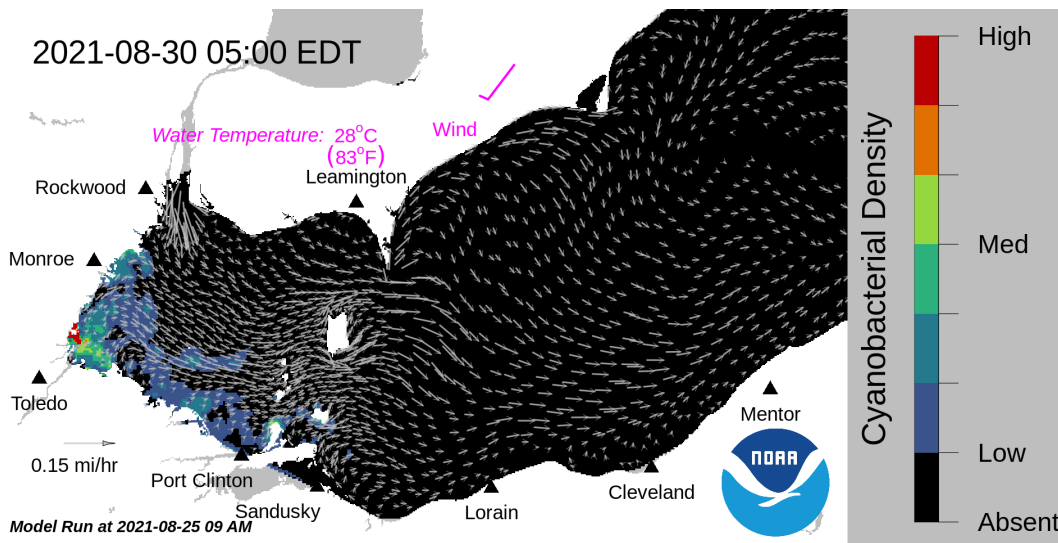 2021-08-30 05:00 EDT
High
Wind
Water Temperature: 28°C
(83°F)
Leamington
Rockwood
Cyanobacterial Density
Med
Monroe
Toledo
Mentor
NOAA
0.15 mi/hr
Low
Port Clinton
Cleveland
Sandusky
Lorain
Model Run at 2021-08-25 09 AM
Absent